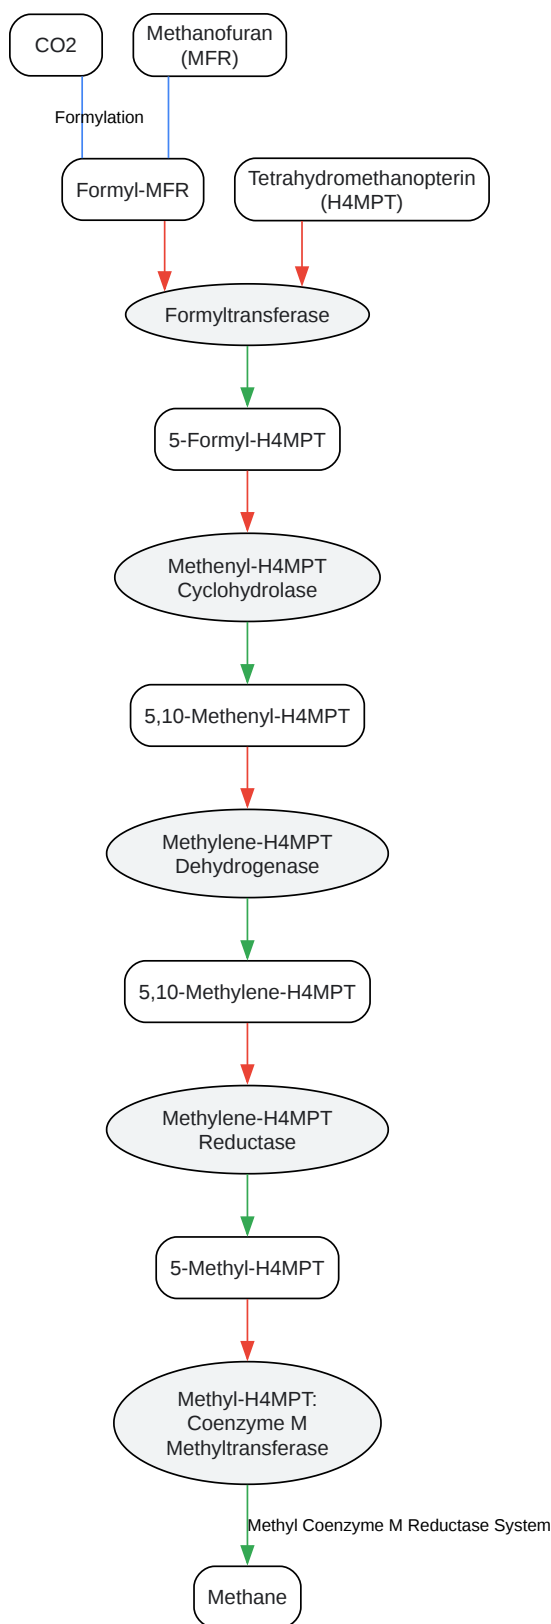 CO2
Methanofuran
(MFR)
Formylation
Formyl-MFR
Tetrahydromethanopterin
(H4MPT)
Formyltransferase
5-Formyl-H4MPT
Methenyl-H4MPT
Cyclohydrolase
5,10-Methenyl-H4MPT
Methylene-H4MPT
Dehydrogenase
5,10-Methylene-H4MPT
Methylene-H4MPT
Reductase
5-Methyl-H4MPT
Methyl-H4MPT:
Coenzyme M
Methyltransferase
Methyl Coenzyme M Reductase System
Methane